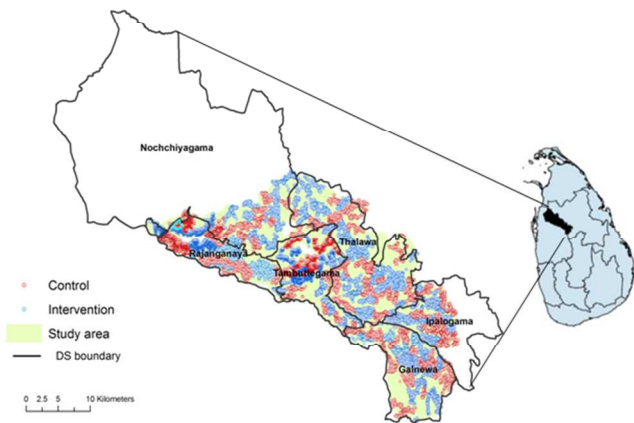 Nochchiyagama
Thalawa
Rajanganaya
Tambuttegama
Ipalogama
Galnewa
Control
Intervention
Study area
DS boundary
0 2.5 5 10 Kilometers